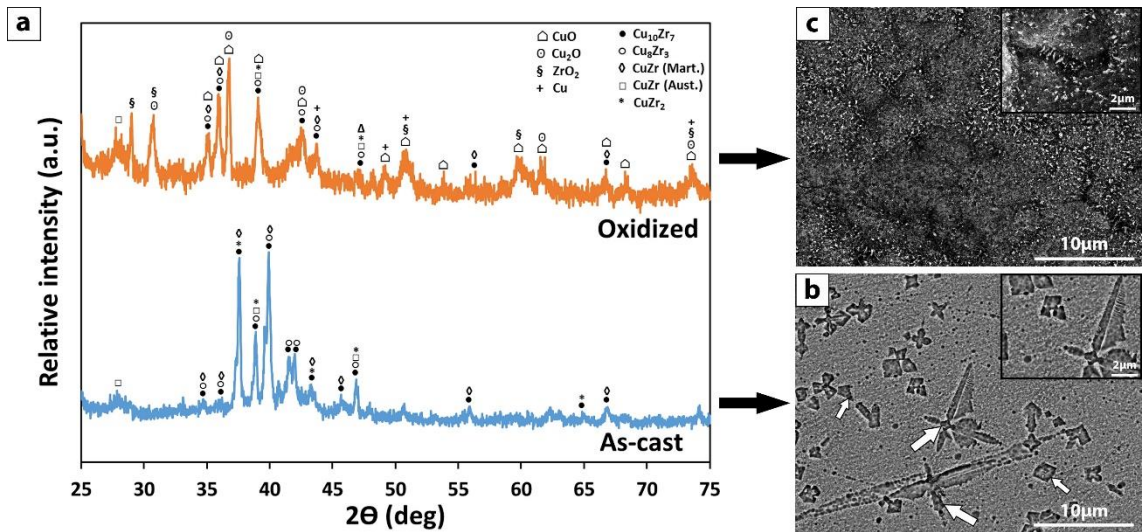 a
Relative intensity (a.u.)
CuO
Cu2O
§ ZrO2
+ Cu
Cu10Zr7
Cu8Zr3
CuZr (Mart.)
CuZr (Aust.)
* CuZr2
Oxidized
As-cast
25 30 35 40 45 50 55 60 65 70 75
2Θ (deg)
c
2µm
10µm
b
2µm
10µm